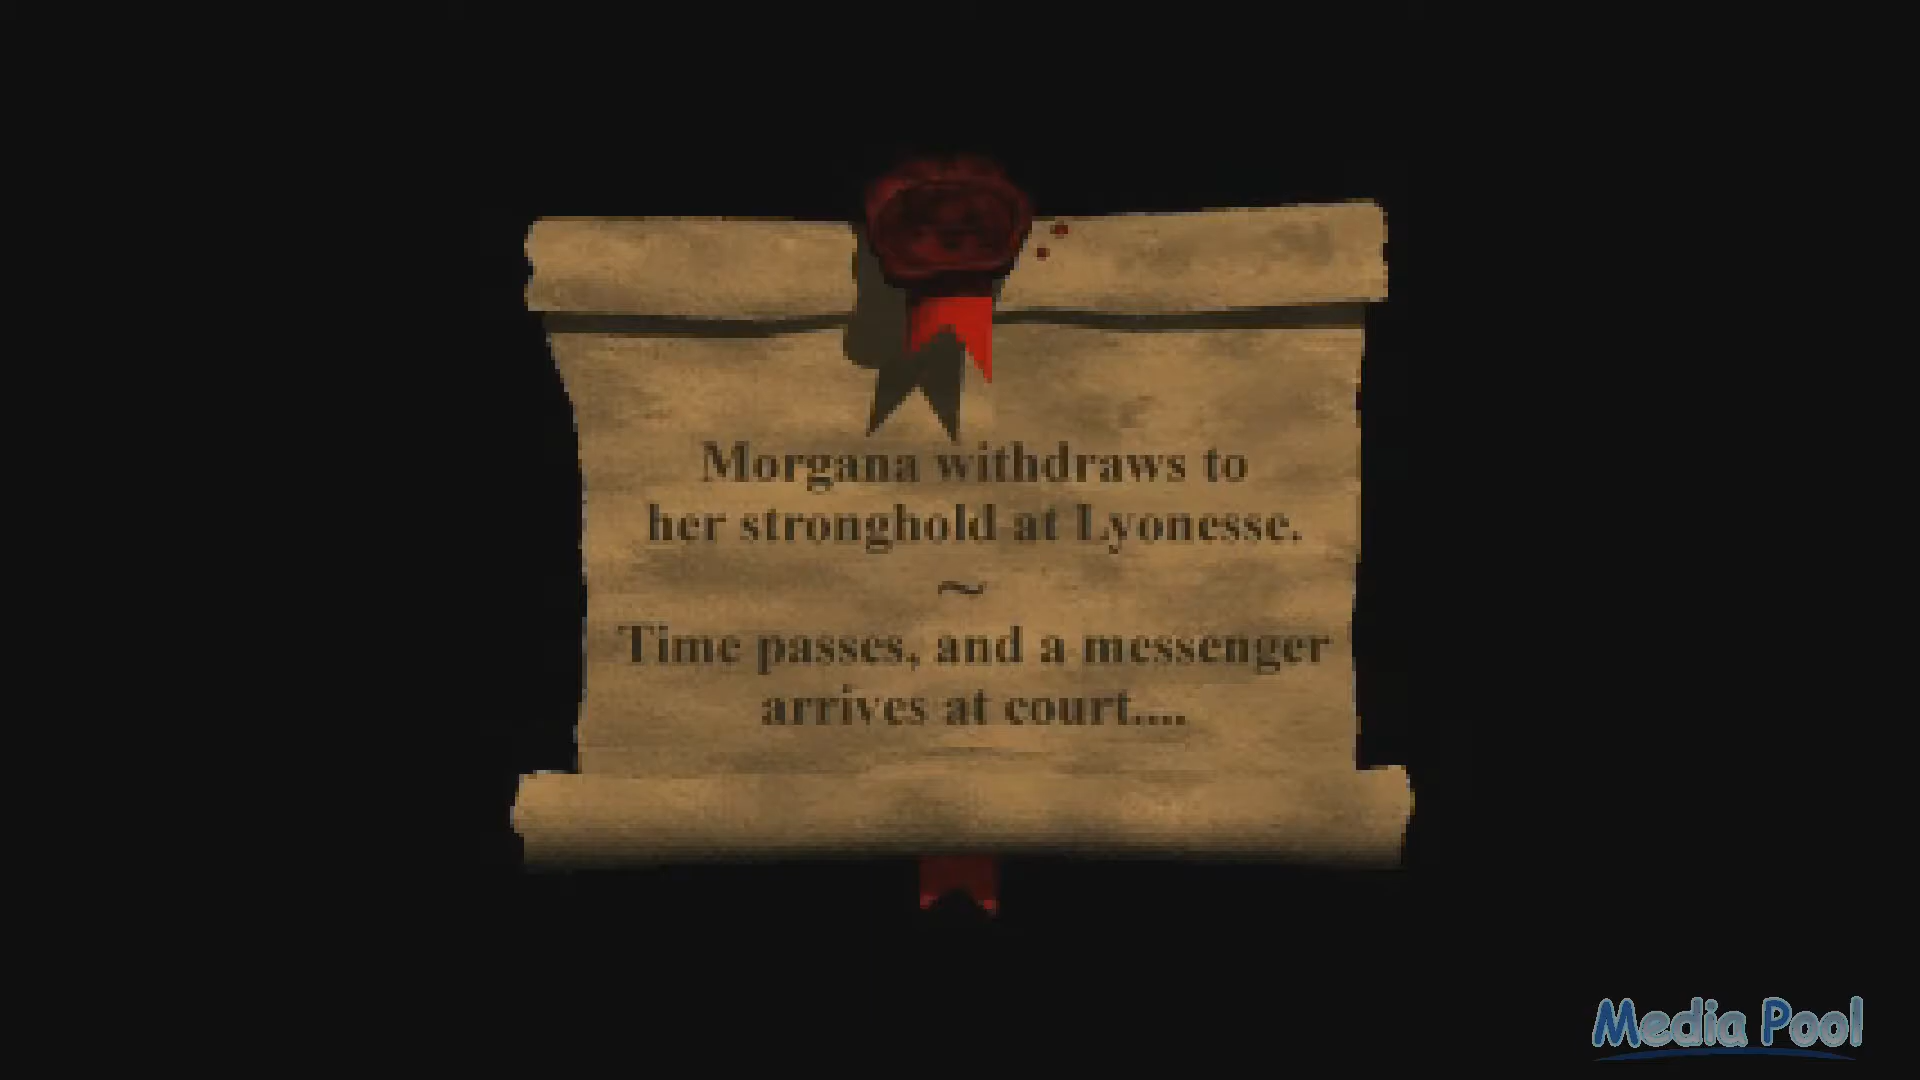 Morgana withdraws to
her stronghold at Lyonesse.
~
Time passes, and a messenger
arrives at court....
Media Pool